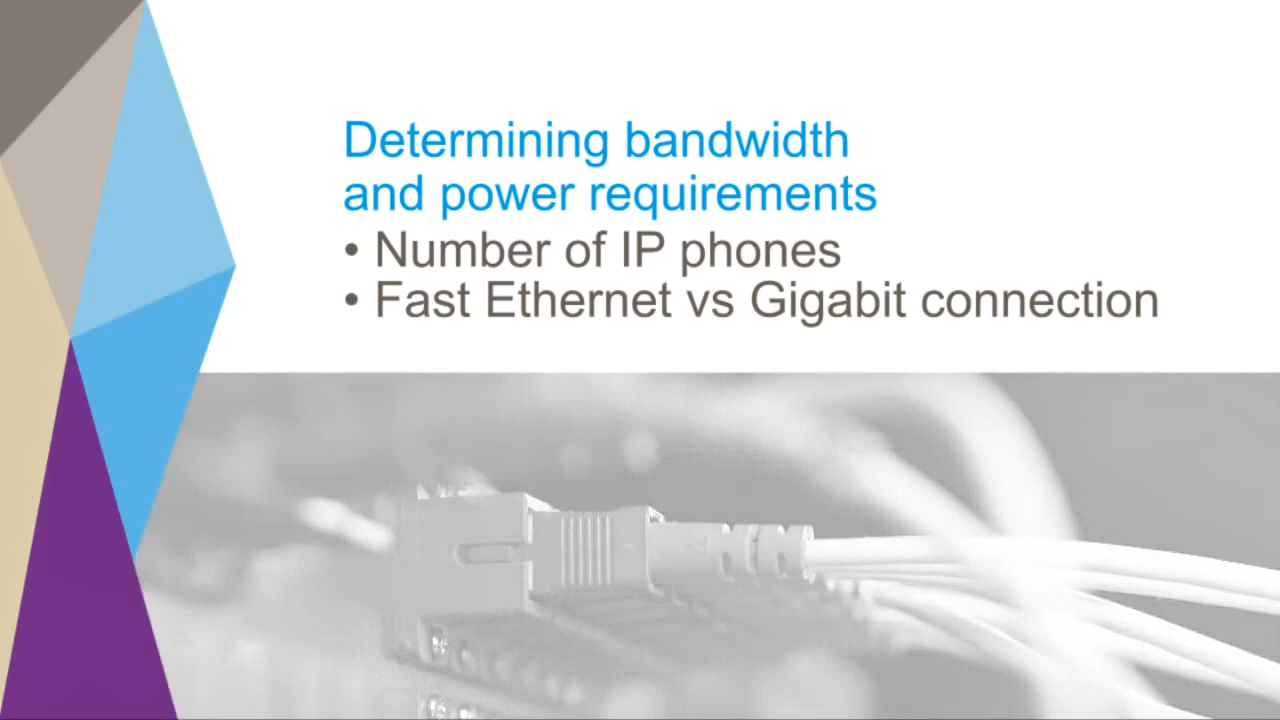 Determining bandwidth
and power requirements
• Number of IP phones
• Fast Ethernet vs Gigabit connection